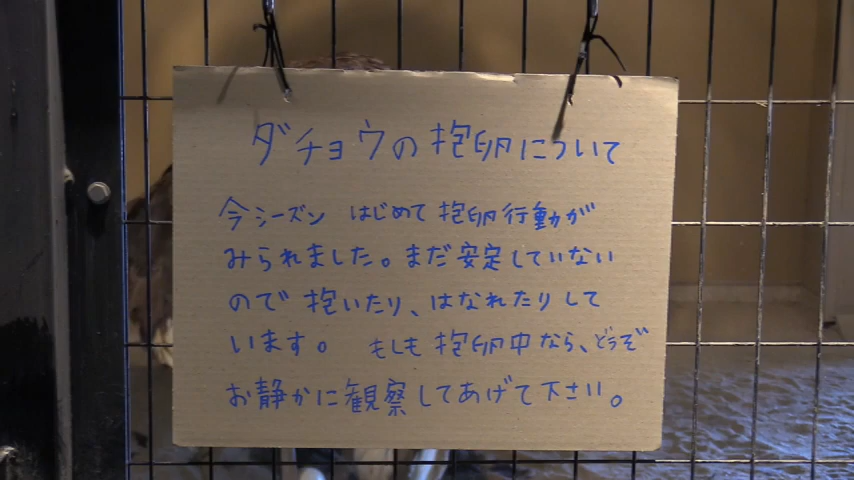 ダチョウの抱卵について
今シーズン はじめて抱卵行動が
みられました。まだ安定していない
ので抱いたり、はなれたりして
います。 もしも抱卵中なら、どうぞ
お静かに観察してあげて下さい。